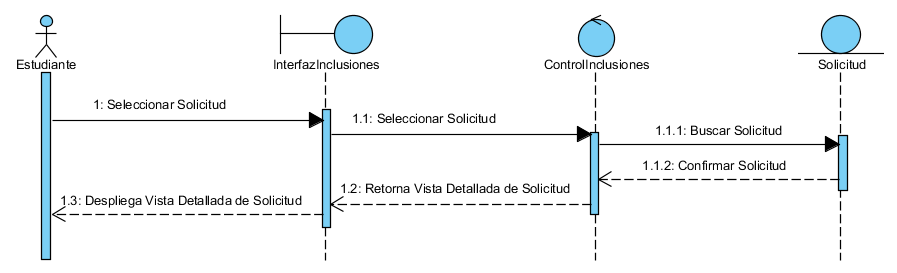 Estudiante
InterfazInclusiones
ControlInclusiones
Solicitud
1: Seleccionar Solicitud
1.1: Seleccionar Solicitud
1.1.1: Buscar Solicitud
1.1.2: Confirmar Solicitud
1.2: Retorna Vista Detallada de Solicitud
1.3: Despliega Vista Detallada de Solicitud